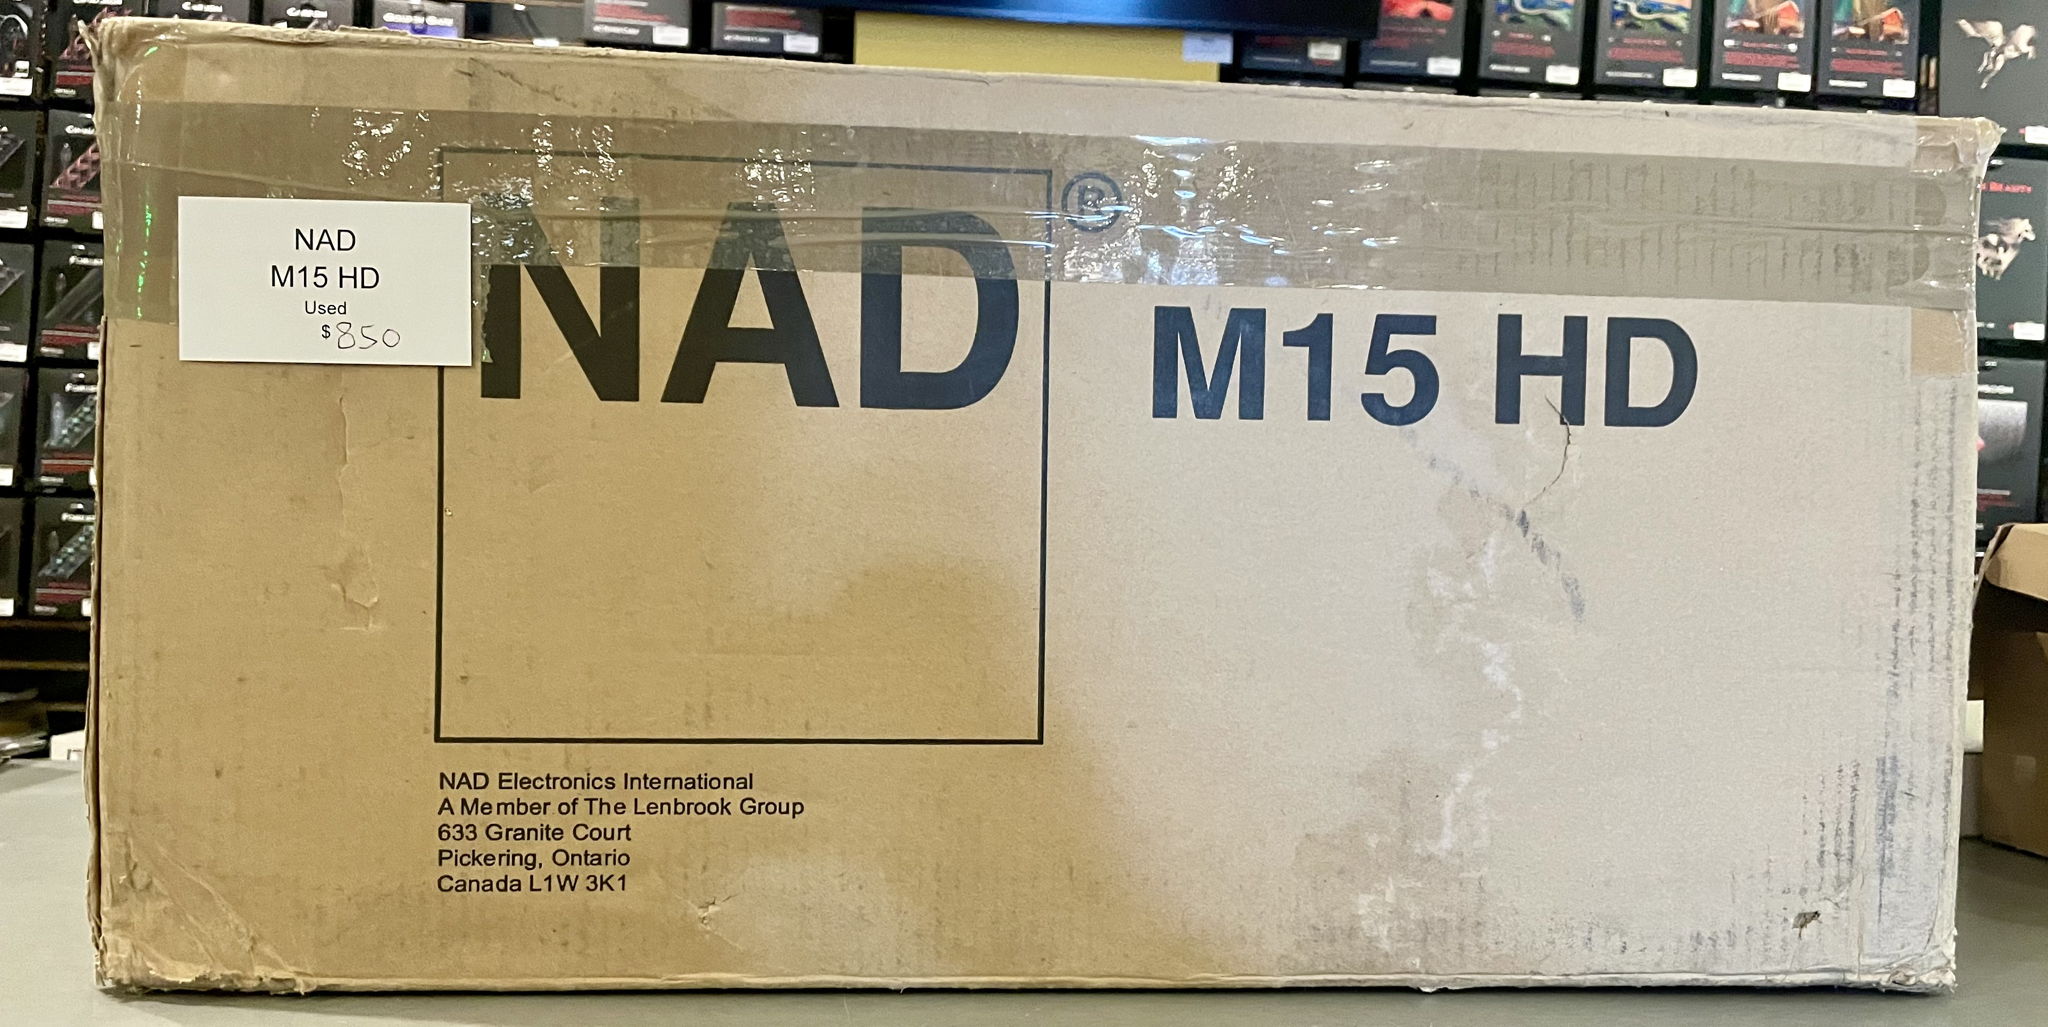 NAD
M15 HD
Used
$850
NAD®
M15 HD
NAD Electronics International
A Member of The Lenbrook Group
633 Granite Court
Pickering, Ontario
Canada L1W 3K1